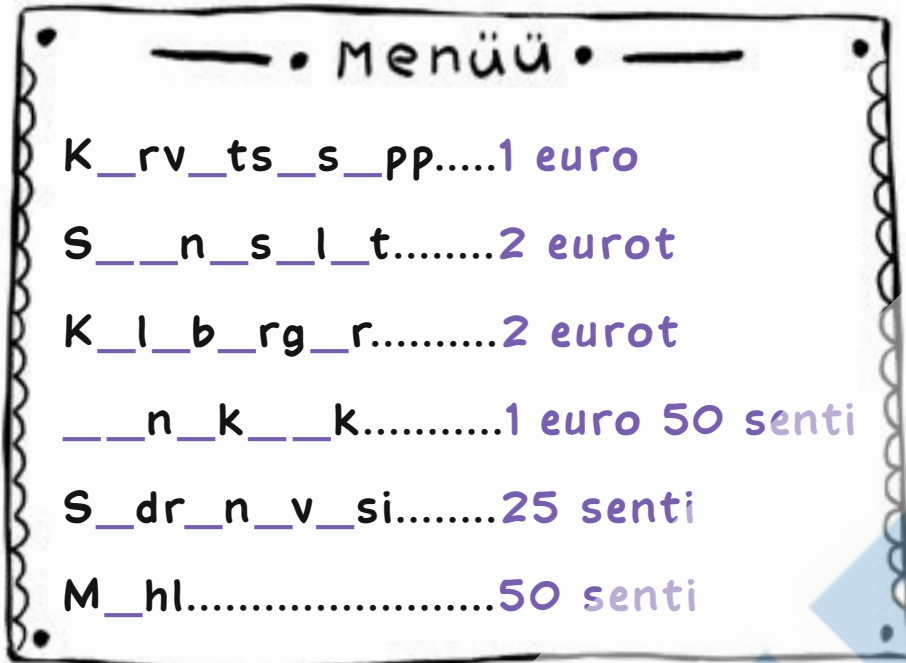 Menüü
K_rv_ts_s_pp.....1 euro
S__n_s_l_t........2 eurot
K_l_b_rg_r..........2 eurot
__n_k__k...........1 euro 50 senti
S_dr_n_v_si........25 senti
M_hl........................50 senti